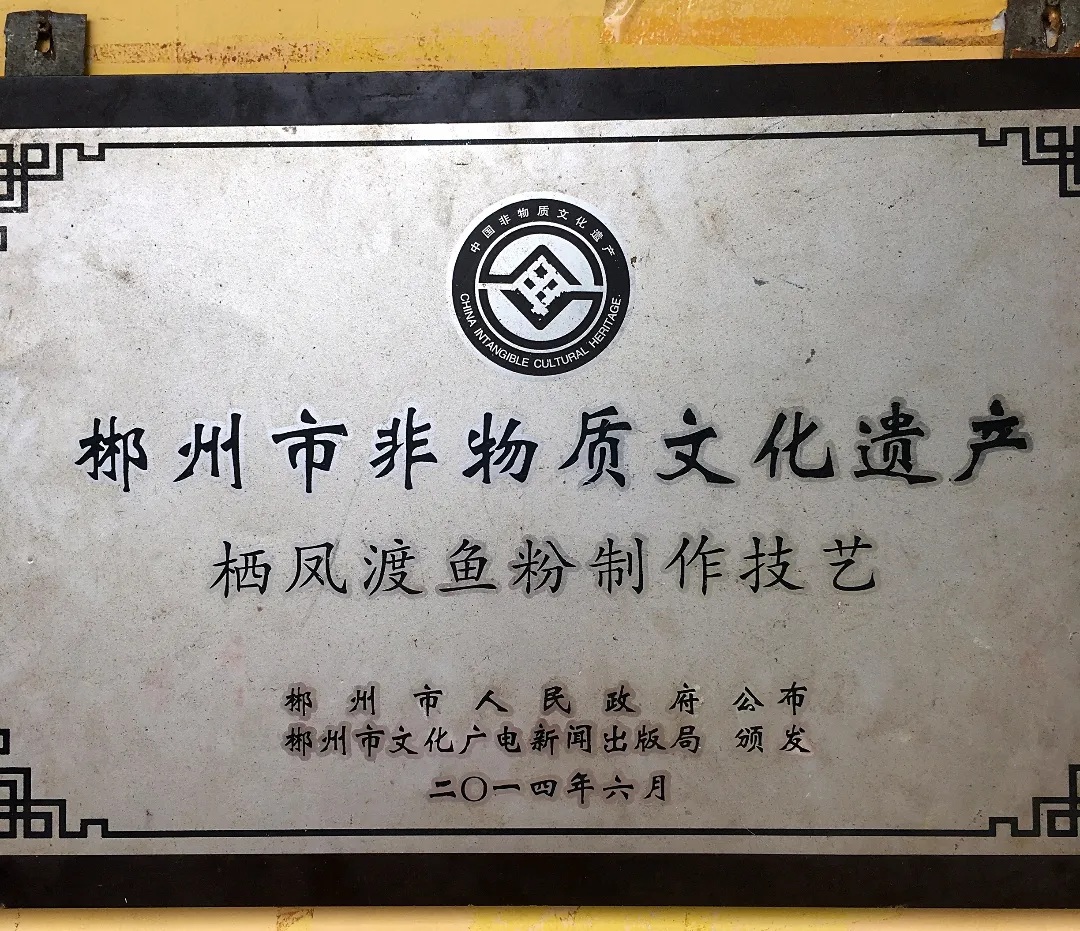 中国非物质文化遗产
CHINA INTANGIBLE CULTURAL HERITAGE.
郴州市非物质文化遗产
栖凤渡鱼粉制作技艺
郴州市人民政府 公布
郴州市文化广电新闻出版局 颁发
二〇一四年六月